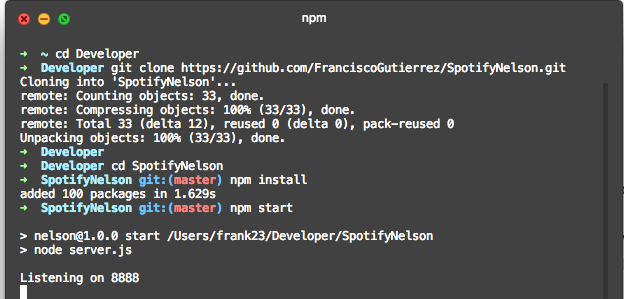 npm
➜ ~ cd Developer
➜ Developer git clone https://github.com/FranciscoGutierrez/SpotifyNelson.git
Cloning into 'SpotifyNelson'...
remote: Counting objects: 33, done.
remote: Compressing objects: 100% (33/33), done.
remote: Total 33 (delta 12), reused 0 (delta 0), pack-reused 0
Unpacking objects: 100% (33/33), done.
➜ Developer
➜ Developer cd SpotifyNelson
➜ SpotifyNelson git:(master) npm install
added 100 packages in 1.629s
➜ SpotifyNelson git:(master) npm start
> nelson@1.0.0 start /Users/frank23/Developer/SpotifyNelson
> node server.js
Listening on 8888